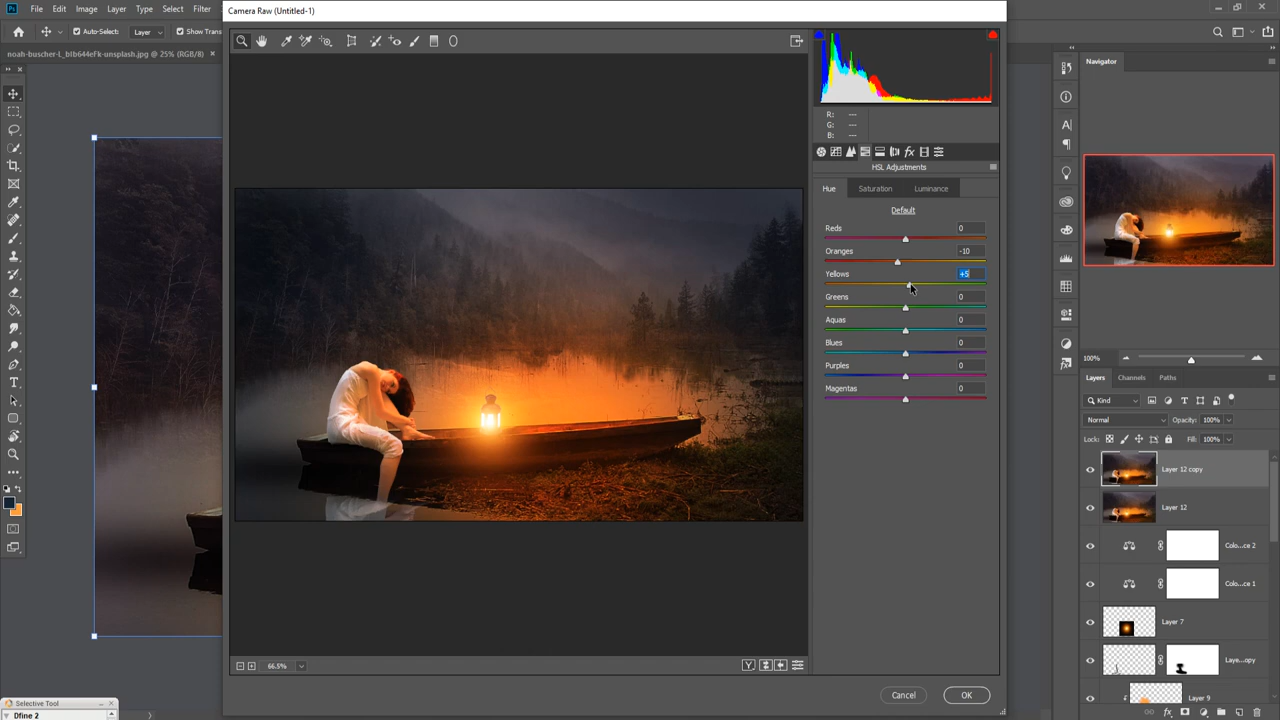 Ps File Edit Image Layer Type Select Filter
Camera Raw (Untitled-1)
Auto-Select: Layer Show Trans
noah-buscher-L_b1b644eFk-unsplash.jpg @ 25% (RGB/8) ×
R: ---
G: ---
B: ---
HSL Adjustments
Hue Saturation Luminance
Default
Reds 0
Oranges -10
Yellows +5
Greens 0
Aquas 0
Blues 0
Purples 0
Magentas 0
66.5%
Cancel OK
Navigator
100%
Layers Channels Paths
Kind
Normal Opacity: 100%
Lock: Fill: 100%
Layer 12 copy
Layer 12
Colo...ce 2
Colo...ce 1
Layer 7
Laye...opy
Layer 9
Selective Tool
Dfine 2